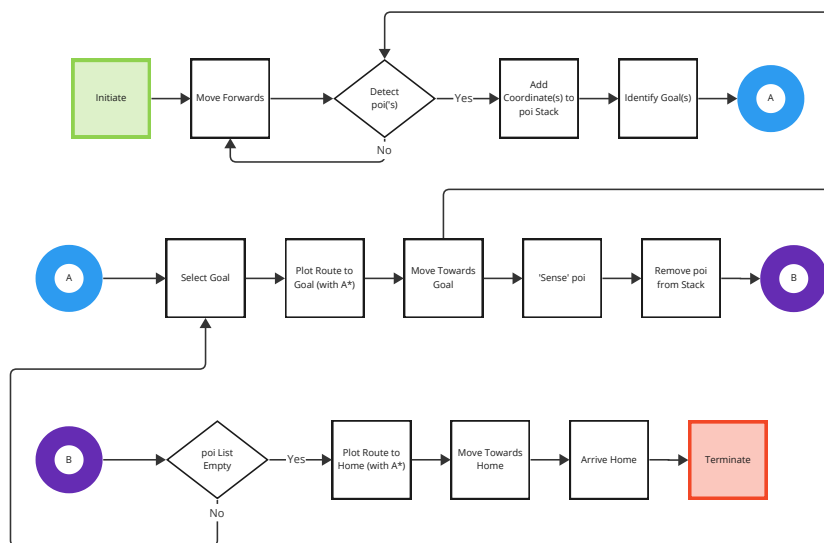 Initiate
Move Forwards
Detect
poi('s)
Yes
No
Add
Coordinate(s) to
poi Stack
Identify Goal(s)
A
A
Select Goal
Plot Route to
Goal (with A*)
Move Towards
Goal
'Sense' poi
Remove poi
from Stack
B
B
poi List
Empty
Yes
No
Plot Route to
Home (with A*)
Move Towards
Home
Arrive Home
Terminate